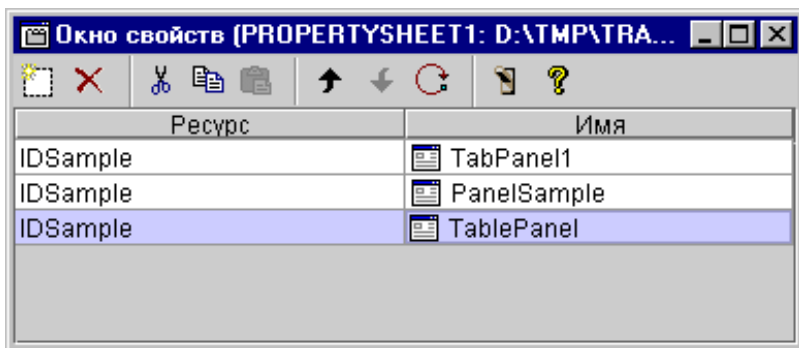 Окно свойств (PROPERTYSHEET1: D:\TMP\TRA...
Ресурс Имя
IDSample TabPanel1
IDSample PanelSample
IDSample TablePanel